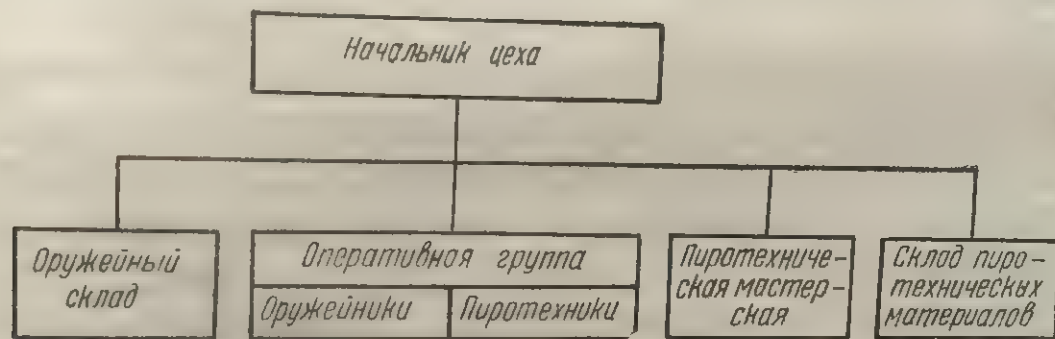 Начальник цеха
Оружейный
склад
Оперативная группа
Оружейники
Пиротехники
Пиротехниче-
ская мастер-
ская
Склад пиро-
технических
материалов